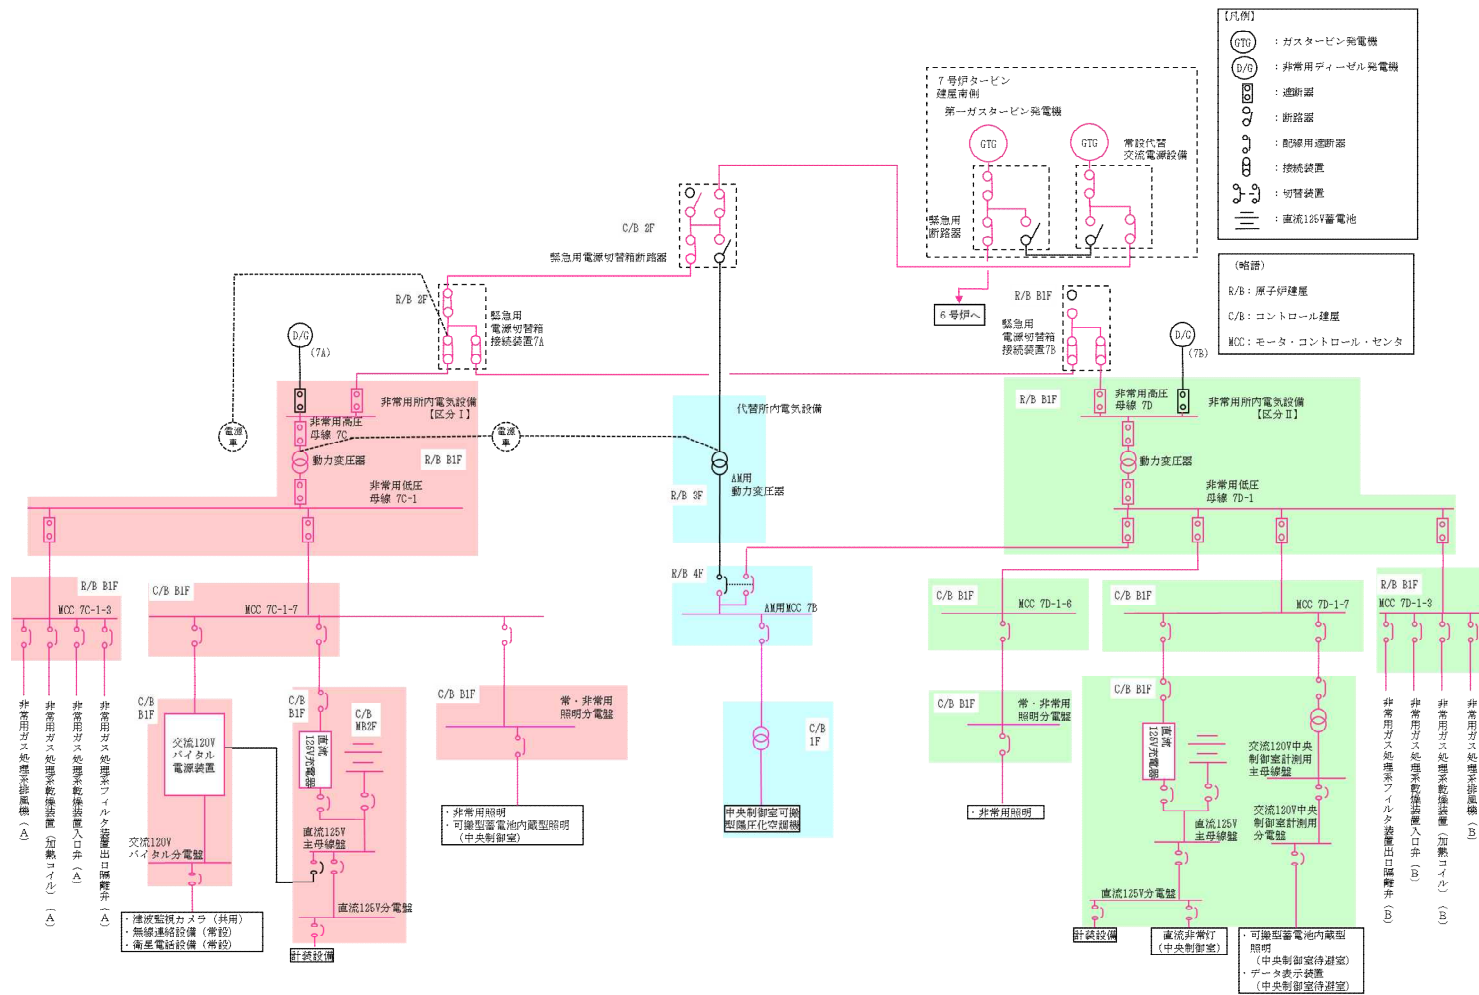 【凡例】
GTG ：ガスタービン発電機
D/G ：非常用ディーゼル発電機
：遮断器
：断路器
：配線用遮断器
：接続装置
：切替装置
：直流125V蓄電池
（略語）
R/B：原子炉建屋
C/B：コントロール建屋
MCC：モータ・コントロール・センタ
7号炉タービン
建屋南側
第一ガスタービン発電機
GTG
GTG
常設代替
交流電源設備
緊急用
断路器
6号炉へ
C/B 2F
緊急用電源切替箱断路器
R/B 2F
緊急用
電源切替箱
接続装置7A
R/B B1F
緊急用
電源切替箱
接続装置7B
D/G
(7A)
D/G
(7B)
電源
車
電源
車
非常用所内電気設備
【区分Ⅰ】
非常用高圧
母線 7C
動力変圧器
R/B B1F
非常用低圧
母線 7C-1
代替所内電気設備
AM用
動力変圧器
R/B 3F
R/B 4F
AM用MCC 7B
R/B B1F
非常用高圧
母線 7D
非常用所内電気設備
【区分Ⅱ】
動力変圧器
非常用低圧
母線 7D-1
R/B B1F
MCC 7C-1-3
C/B B1F
MCC 7C-1-7
C/B B1F
MCC 7D-1-6
C/B B1F
MCC 7D-1-7
R/B B1F
MCC 7D-1-3
非常用ガス処理系排風機（A）
非常用ガス処理系乾燥装置（加熱コイル）（A）
非常用ガス処理系乾燥装置入口弁（A）
非常用ガス処理系フィルタ装置出口隔離弁（A）
C/B
B1F
交流120V
バイタル
電源装置
交流120V
バイタル分電盤
・津波監視カメラ（共用）
・無線連絡設備（常設）
・衛星電話設備（常設）
C/B
B1F
C/B
MB2F
直流
125V充電器
直流125V
主母線盤
直流125V分電盤
計装設備
C/B B1F
常・非常用
照明分電盤
・非常用照明
・可搬型蓄電池内蔵型照明
（中央制御室）
C/B
1F
中央制御室可搬
型陽圧化空調機
C/B B1F
常・非常用
照明分電盤
・非常用照明
C/B B1F
直流
125V充電器
直流125V
主母線盤
直流125V分電盤
計装設備
直流非常灯
（中央制御室）
交流120V中央
制御室計測用
主母線盤
交流120V中央
制御室計測用
分電盤
・可搬型蓄電池内蔵型
照明
（中央制御室待避室）
・データ表示装置
（中央制御室待避室）
非常用ガス処理系フィルタ装置出口隔離弁（B）
非常用ガス処理系乾燥装置入口弁（B）
非常用ガス処理系乾燥装置（加熱コイル）（B）
非常用ガス処理系排風機（B）